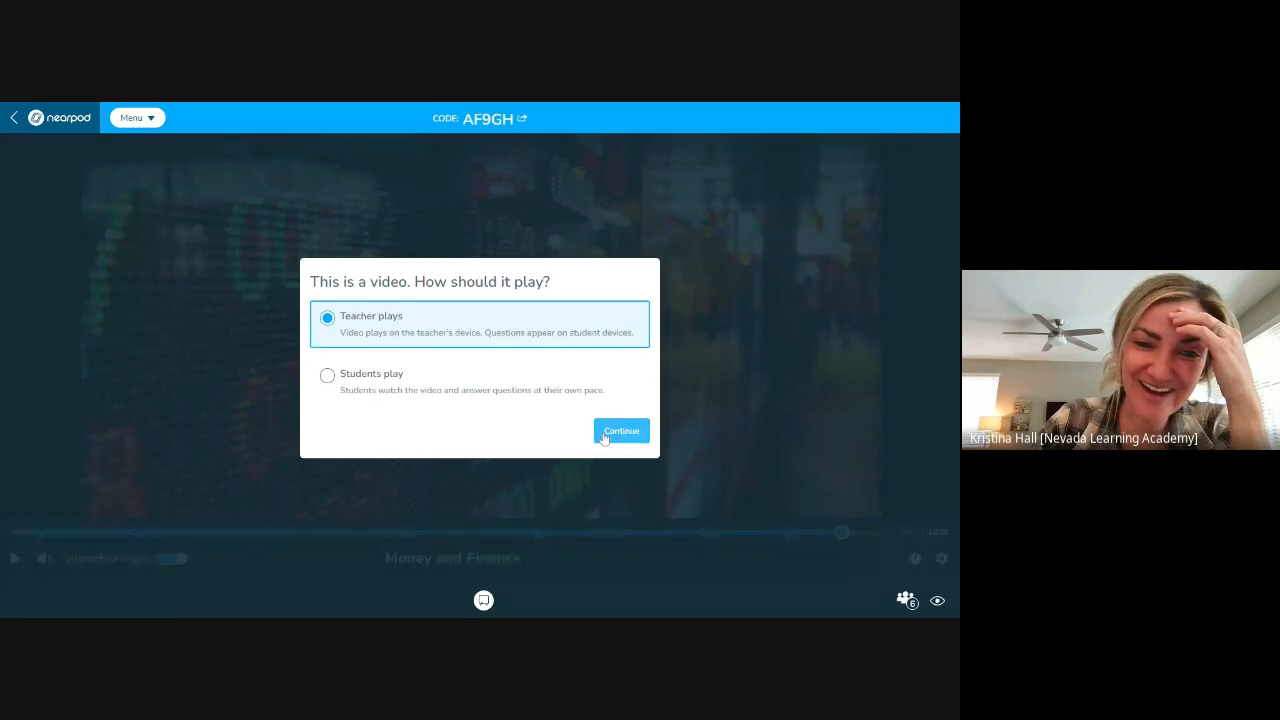 nearpod
Menu
CODE: AF9GH
This is a video. How should it play?
Teacher plays
Video plays on the teacher's device. Questions appear on student devices.
Students play
Students watch the video and answer questions at their own pace.
Continue
Money and Finance
6
Kristina Hall [Nevada Learning Academy]